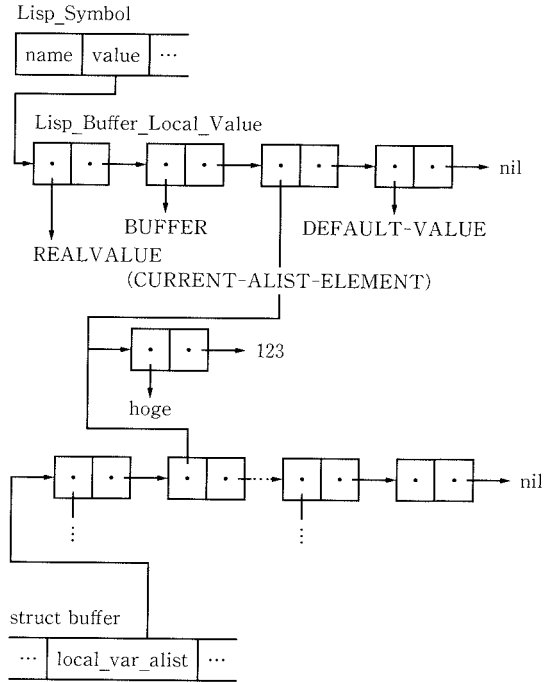 Lisp_Symbol
name value ...
Lisp_Buffer_Local_Value
nil
BUFFER
DEFAULT-VALUE
REALVALUE
(CURRENT-ALIST-ELEMENT)
123
hoge
nil
⋮
⋮
struct buffer
... local_var_alist ...